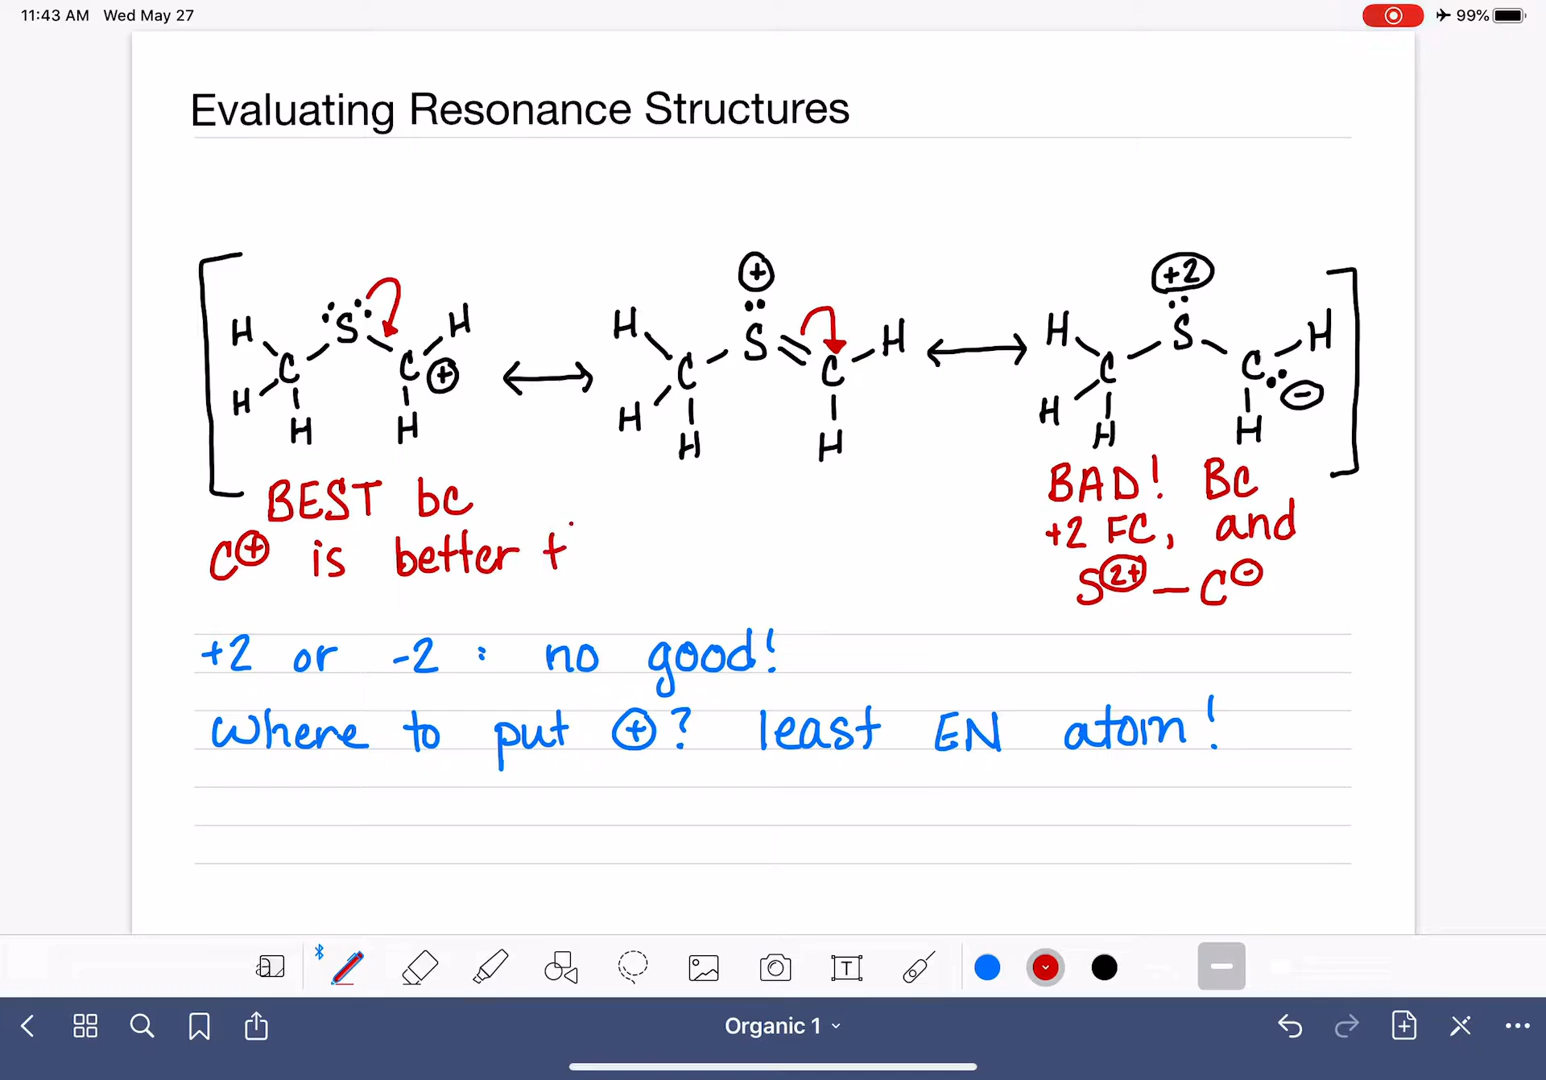 11:43 AM Wed May 27
99%
Evaluating Resonance Structures
H H C H S C + H H
H H C H + S C H H
H H C H +2 S C - H H
BEST bc
C+ is better t
BAD! Bc
+2 FC, and
S2+ – C-
+2 or -2 : no good!
Where to put +? least EN atom!
T
Organic 1